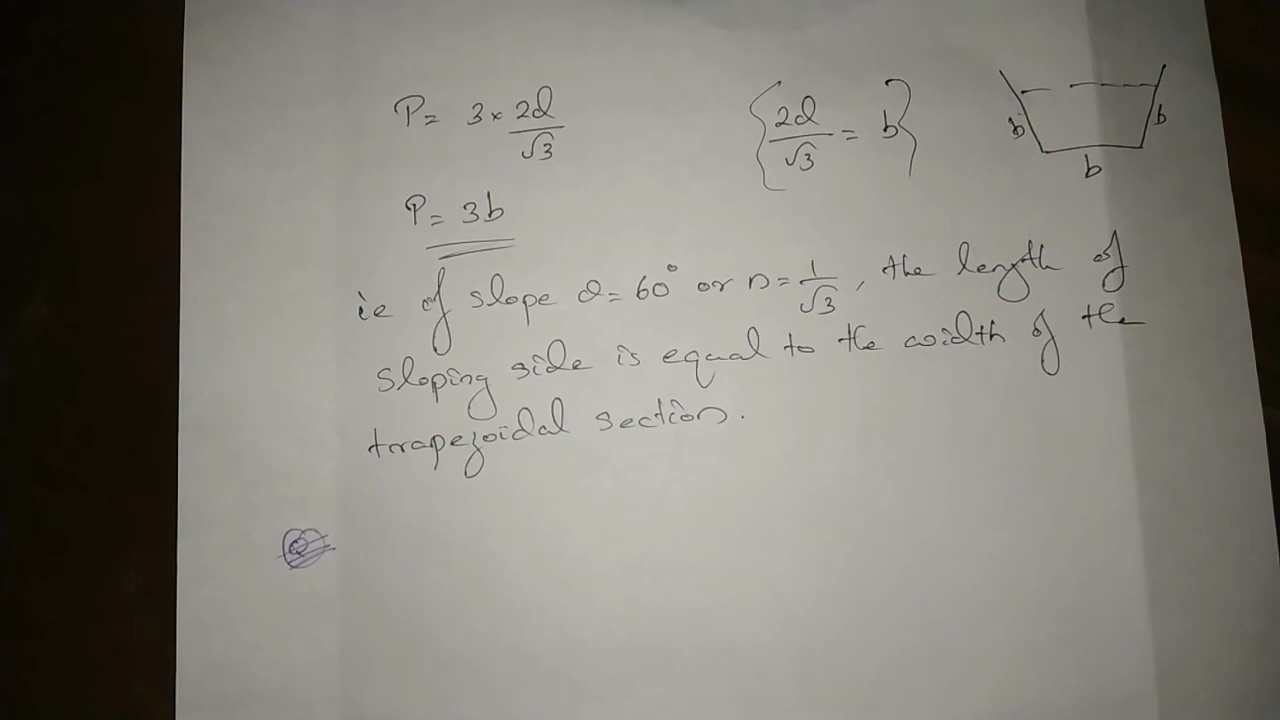 P = 3 × 2d/√3 {2d/√3 = b}
b b
b
P = 3b
ie of slope θ = 60° or n = 1/√3, the length of
sloping side is equal to the width of the
trapezoidal section.